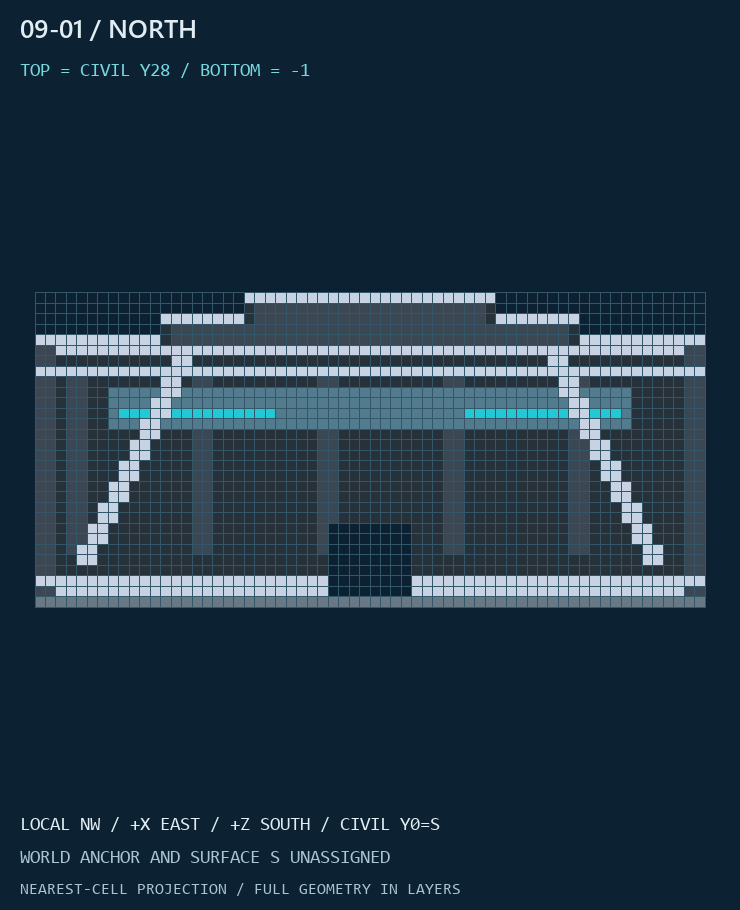 09-01 / NORTH
TOP = CIVIL Y28 / BOTTOM = -1
LOCAL NW / +X EAST / +Z SOUTH / CIVIL Y0=S
WORLD ANCHOR AND SURFACE S UNASSIGNED
NEAREST-CELL PROJECTION / FULL GEOMETRY IN LAYERS